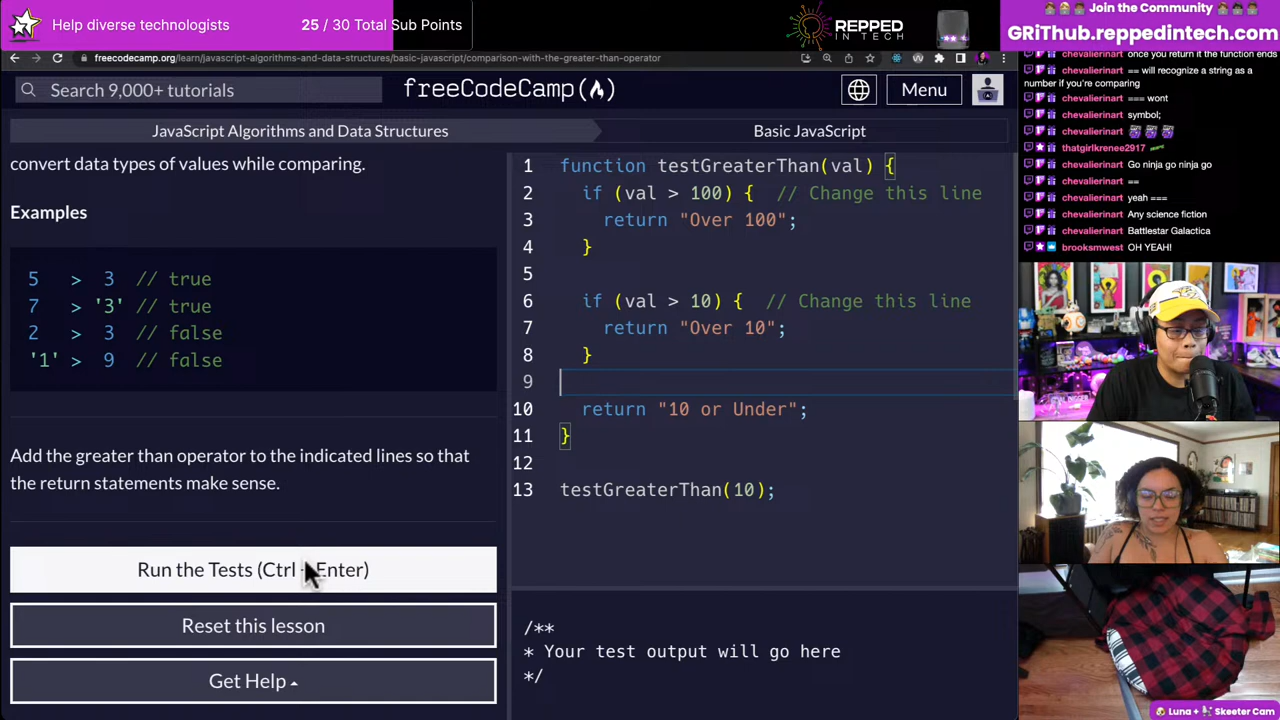 Help diverse technologists
25 / 30 Total Sub Points
REPPED
IN TECH
Join the Community
GRiThub.reppedintech.com
freecodecamp.org/learn/javascript-algorithms-and-data-structures/basic-javascript/comparison-with-the-greater-than-operator
Search 9,000+ tutorials
freeCodeCamp
Menu
JavaScript Algorithms and Data Structures
Basic JavaScript
convert data types of values while comparing.
Examples
5 > 3 // true
7 > '3' // true
2 > 3 // false
'1' > 9 // false
Add the greater than operator to the indicated lines so that
the return statements make sense.
Run the Tests (Ctrl + Enter)
Reset this lesson
Get Help
1 function testGreaterThan(val) {
2 if (val > 100) { // Change this line
3 return "Over 100";
4 }
5
6 if (val > 10) { // Change this line
7 return "Over 10";
8 }
9
10 return "10 or Under";
11 }
12
13 testGreaterThan(10);
/**
* Your test output will go here
*/
once you return it the function ends
chevalierinart == will recognize a string as a
number if you're comparing
chevalierinart === wont
chevalierinart symbol;
chevalierinart
thatgirlkrenee2917
chevalierinart Go ninja go ninja go
chevalierinart ==
chevalierinart yeah ===
chevalierinart Any science fiction
chevalierinart Battlestar Galactica
brooksmwest OH YEAH!
Luna + Skeeter Cam